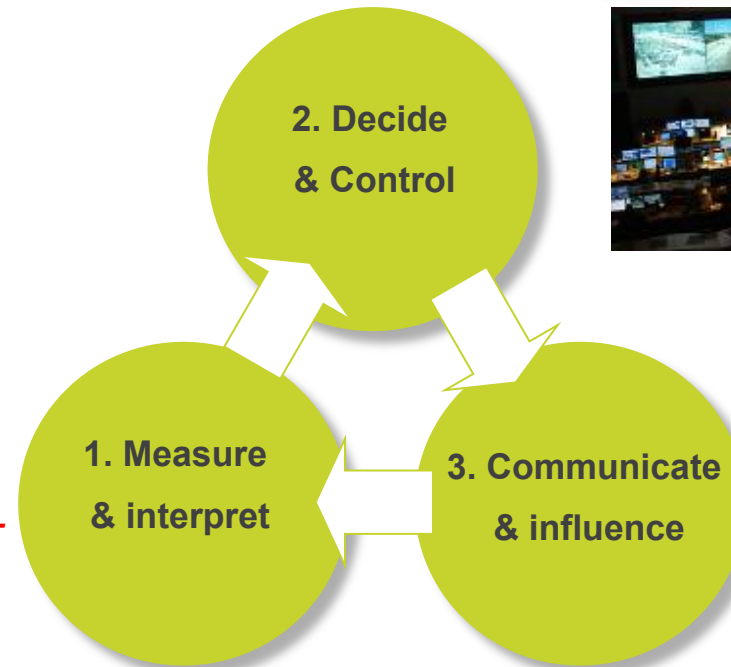 2. Decide
& Control
1. Measure
& interpret
3. Communicate
& influence